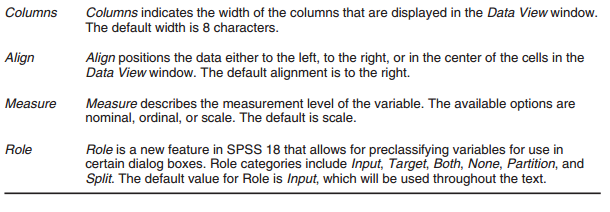 Columns Columns indicates the width of the columns that are displayed in the Data View window.
The default width is 8 characters.
Align Align positions the data either to the left, to the right, or in the center of the cells in the
Data View window. The default alignment is to the right.
Measure Measure describes the measurement level of the variable. The available options are
nominal, ordinal, or scale. The default is scale.
Role Role is a new feature in SPSS 18 that allows for preclassifying variables for use in
certain dialog boxes. Role categories include Input, Target, Both, None, Partition, and
Split. The default value for Role is Input, which will be used throughout the text.